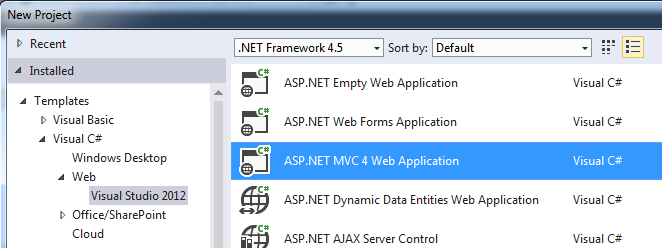 New Project
Recent
Installed
Templates
Visual Basic
Visual C#
Windows Desktop
Web
Visual Studio 2012
Office/SharePoint
Cloud
.NET Framework 4.5 Sort by: Default
C# ASP.NET Empty Web Application Visual C#
C# ASP.NET Web Forms Application Visual C#
C# ASP.NET MVC 4 Web Application Visual C#
C# ASP.NET Dynamic Data Entities Web Application Visual C#
C# ASP.NET AJAX Server Control Visual C#